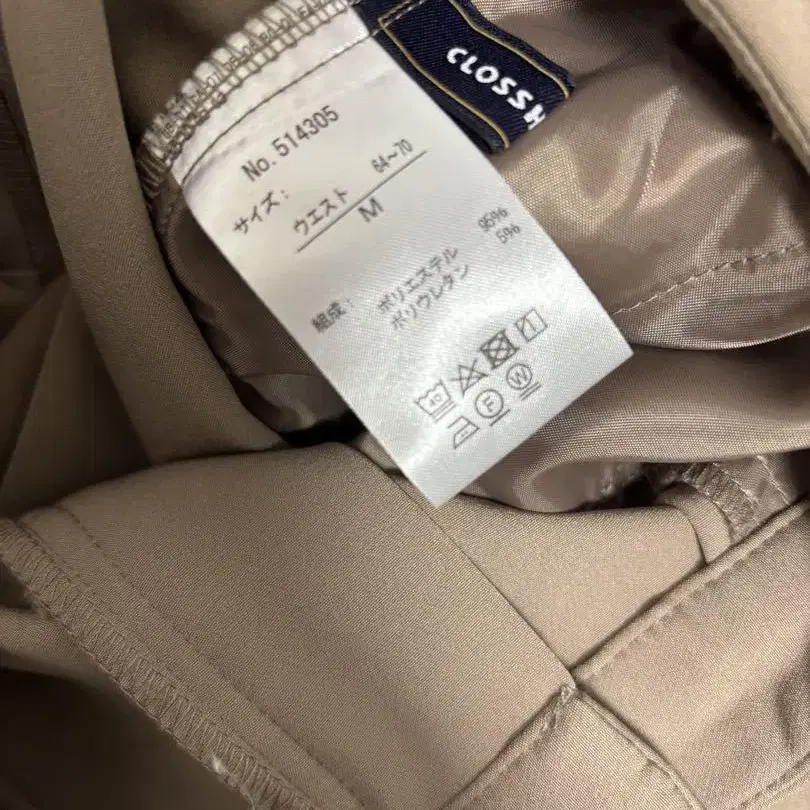 CLOSSH
No. 514305
サイズ:
ウエスト 64~70
M
組成: ポリエステル 95%
ポリウレタン 5%
40
F W